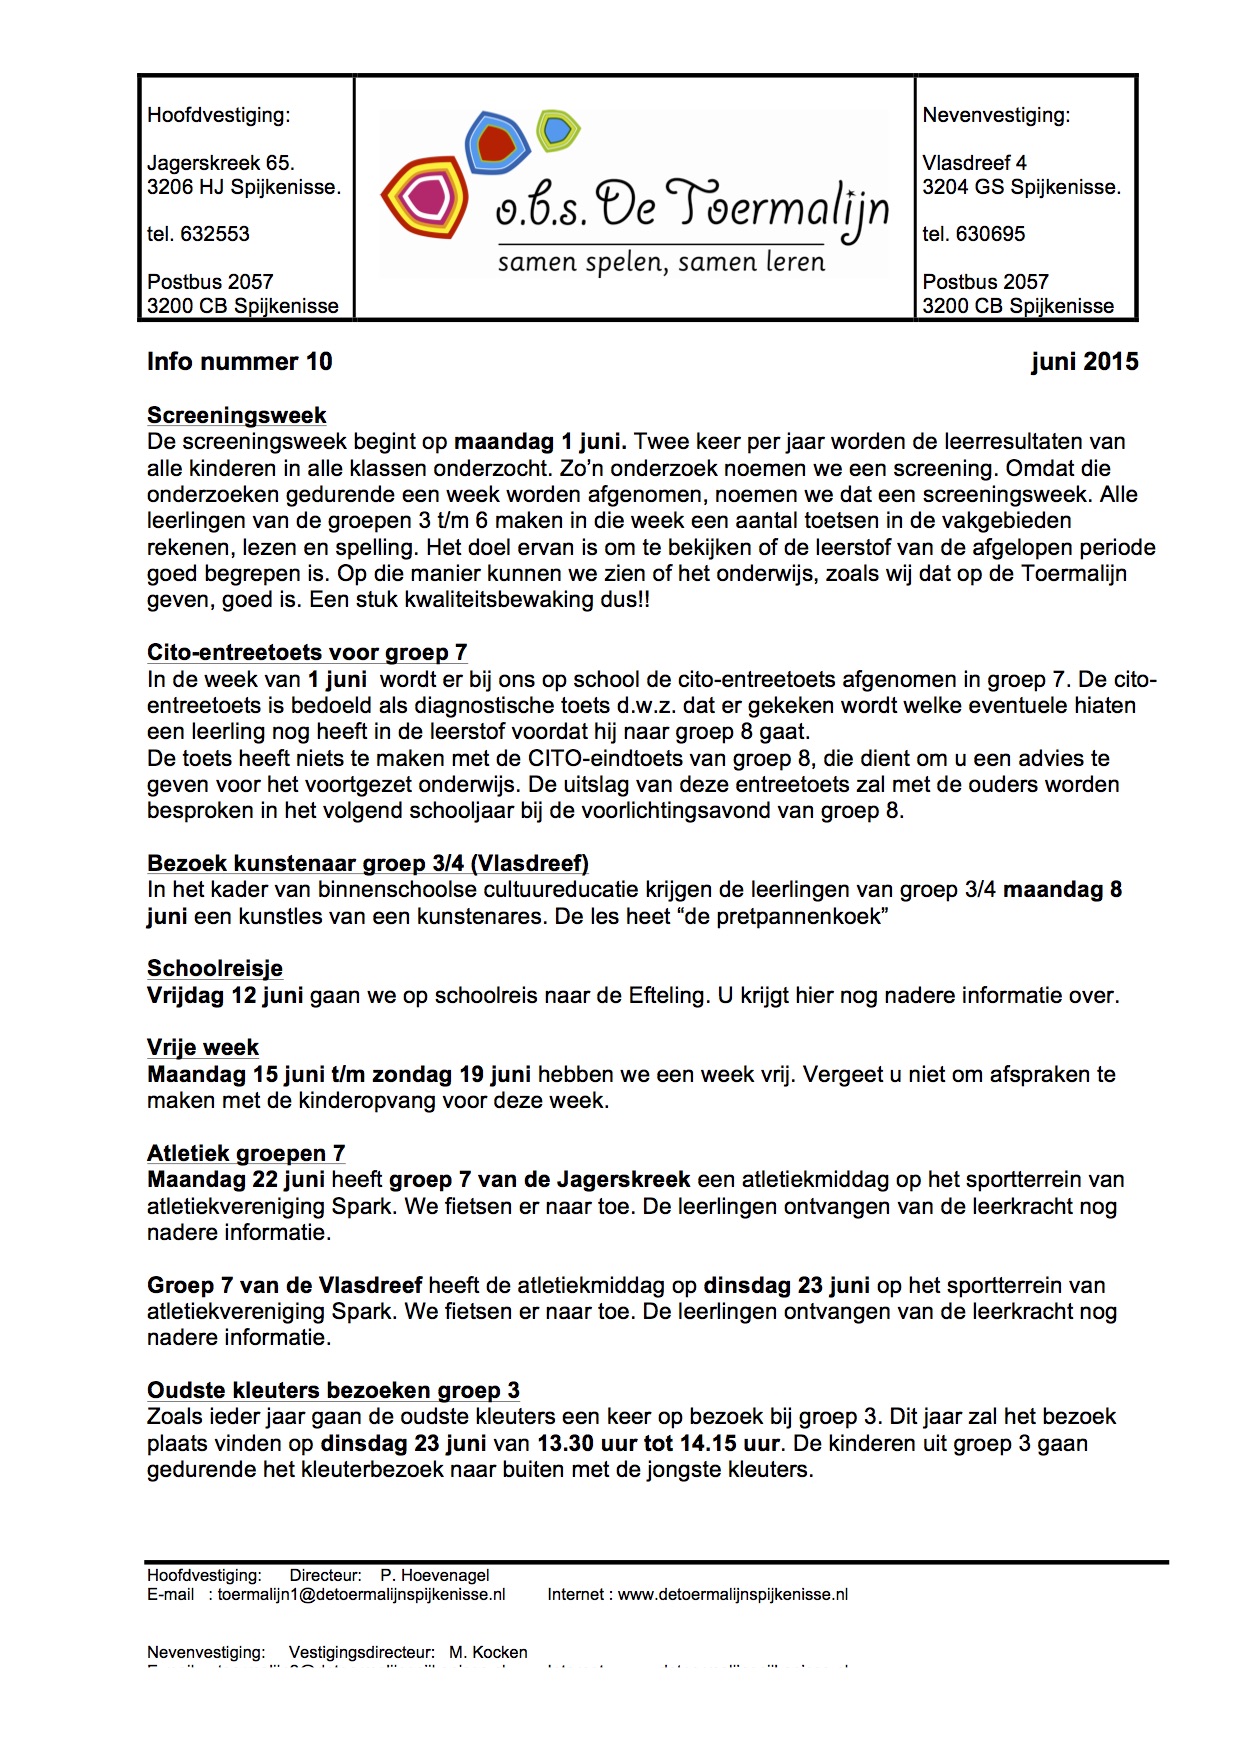 Hoofdvestiging:
Jagerskreek 65.
3206 HJ Spijkenisse.
tel. 632553
Postbus 2057
3200 CB Spijkenisse
o.b.s. De Toermalijn
samen spelen, samen leren
Nevenvestiging:
Vlasdreef 4
3204 GS Spijkenisse.
tel. 630695
Postbus 2057
3200 CB Spijkenisse
Info nummer 10 juni 2015
Screeningsweek
De screeningsweek begint op maandag 1 juni. Twee keer per jaar worden de leerresultaten van
alle kinderen in alle klassen onderzocht. Zo’n onderzoek noemen we een screening. Omdat die
onderzoeken gedurende een week worden afgenomen, noemen we dat een screeningsweek. Alle
leerlingen van de groepen 3 t/m 6 maken in die week een aantal toetsen in de vakgebieden
rekenen, lezen en spelling. Het doel ervan is om te bekijken of de leerstof van de afgelopen periode
goed begrepen is. Op die manier kunnen we zien of het onderwijs, zoals wij dat op de Toermalijn
geven, goed is. Een stuk kwaliteitsbewaking dus!!
Cito-entreetoets voor groep 7
In de week van 1 juni wordt er bij ons op school de cito-entreetoets afgenomen in groep 7. De cito-
entreetoets is bedoeld als diagnostische toets d.w.z. dat er gekeken wordt welke eventuele hiaten
een leerling nog heeft in de leerstof voordat hij naar groep 8 gaat.
De toets heeft niets te maken met de CITO-eindtoets van groep 8, die dient om u een advies te
geven voor het voortgezet onderwijs. De uitslag van deze entreetoets zal met de ouders worden
besproken in het volgend schooljaar bij de voorlichtingsavond van groep 8.
Bezoek kunstenaar groep 3/4 (Vlasdreef)
In het kader van binnenschoolse cultuureducatie krijgen de leerlingen van groep 3/4 maandag 8
juni een kunstles van een kunstenares. De les heet “de pretpannenkoek”
Schoolreisje
Vrijdag 12 juni gaan we op schoolreis naar de Efteling. U krijgt hier nog nadere informatie over.
Vrije week
Maandag 15 juni t/m zondag 19 juni hebben we een week vrij. Vergeet u niet om afspraken te
maken met de kinderopvang voor deze week.
Atletiek groepen 7
Maandag 22 juni heeft groep 7 van de Jagerskreek een atletiekmiddag op het sportterrein van
atletiekvereniging Spark. We fietsen er naar toe. De leerlingen ontvangen van de leerkracht nog
nadere informatie.
Groep 7 van de Vlasdreef heeft de atletiekmiddag op dinsdag 23 juni op het sportterrein van
atletiekvereniging Spark. We fietsen er naar toe. De leerlingen ontvangen van de leerkracht nog
nadere informatie.
Oudste kleuters bezoeken groep 3
Zoals ieder jaar gaan de oudste kleuters een keer op bezoek bij groep 3. Dit jaar zal het bezoek
plaats vinden op dinsdag 23 juni van 13.30 uur tot 14.15 uur. De kinderen uit groep 3 gaan
gedurende het kleuterbezoek naar buiten met de jongste kleuters.
Hoofdvestiging: Directeur: P. Hoevenagel
E-mail : toermalijn1@detoermalijnspijkenisse.nl Internet : www.detoermalijnspijkenisse.nl
Nevenvestiging: Vestigingsdirecteur: M. Kocken